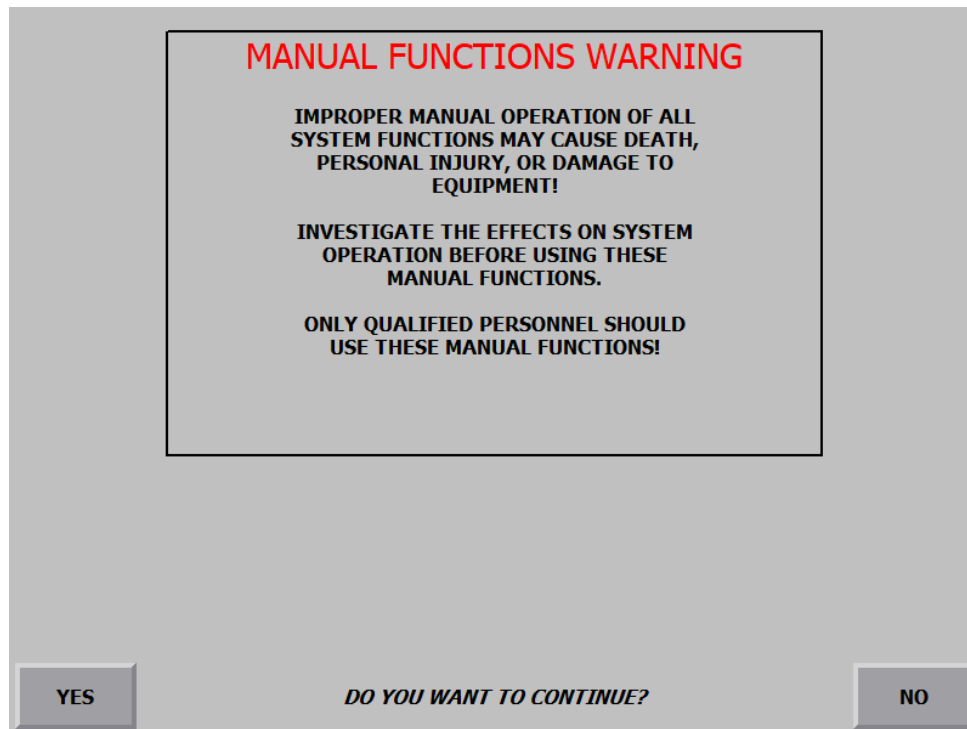 MANUAL FUNCTIONS WARNING
IMPROPER MANUAL OPERATION OF ALL
SYSTEM FUNCTIONS MAY CAUSE DEATH,
PERSONAL INJURY, OR DAMAGE TO
EQUIPMENT!
INVESTIGATE THE EFFECTS ON SYSTEM
OPERATION BEFORE USING THESE
MANUAL FUNCTIONS.
ONLY QUALIFIED PERSONNEL SHOULD
USE THESE MANUAL FUNCTIONS!
YES
DO YOU WANT TO CONTINUE?
NO